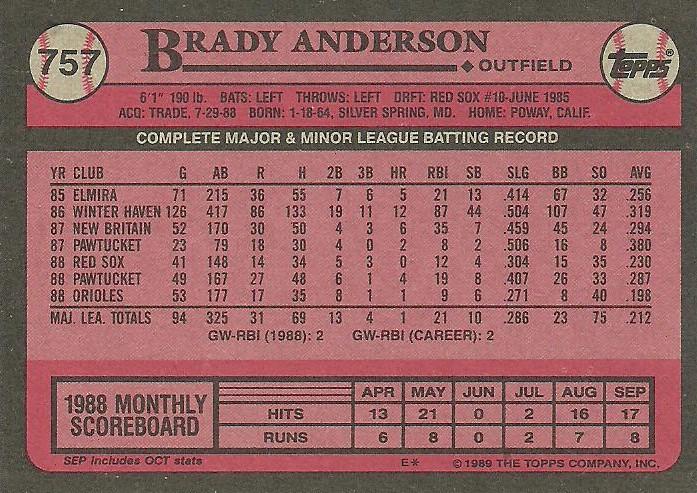 757
BRADY ANDERSON
◆ OUTFIELD
TOPPS
6'1" 190 lb. BATS: LEFT THROWS: LEFT DRFT: RED SOX #10-JUNE 1985
ACQ: TRADE, 7-29-88 BORN: 1-18-64, SILVER SPRING, MD. HOME: POWAY, CALIF.
COMPLETE MAJOR & MINOR LEAGUE BATTING RECORD
YR CLUB G AB R H 2B 3B HR RBI SB SLG BB SO AVG
85 ELMIRA 71 215 36 55 7 6 5 21 13 .414 67 32 .256
86 WINTER HAVEN 126 417 86 133 19 11 12 87 44 .504 107 47 .319
87 NEW BRITAIN 52 170 30 50 4 3 6 35 7 .459 45 24 .294
87 PAWTUCKET 23 79 18 30 4 0 2 8 2 .506 16 8 .380
88 RED SOX 41 148 14 34 5 3 0 12 4 .304 15 35 .230
88 PAWTUCKET 49 167 27 48 6 1 4 19 8 .407 26 33 .287
88 ORIOLES 53 177 17 35 8 1 1 9 6 .271 8 40 .198
MAJ. LEA. TOTALS 94 325 31 69 13 4 1 21 10 .286 23 75 .212
GW-RBI (1988): 2 GW-RBI (CAREER): 2
1988 MONTHLY SCOREBOARD
APR MAY JUN JUL AUG SEP
HITS 13 21 0 2 16 17
RUNS 6 8 0 2 7 8
SEP includes OCT stats E* © 1989 THE TOPPS COMPANY, INC.